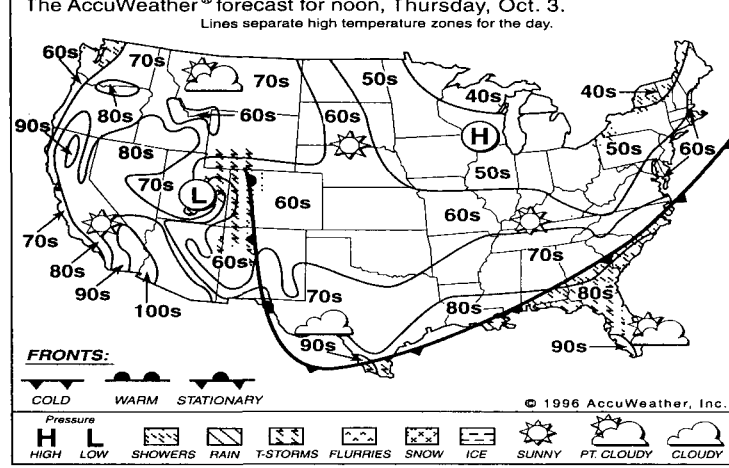 The AccuWeather® forecast for noon, Thursday, Oct. 3.
Lines separate high temperature zones for the day.
60s
70s
70s
50s
40s
40s
80s
60s
60s
90s
80s
H
50s
60s
50s
70s
L
60s
60s
70s
60s
70s
80s
90s
100s
70s
80s
80s
90s
90s
FRONTS:
COLD WARM STATIONARY
© 1996 AccuWeather, Inc.
Pressure
H L
HIGH LOW SHOWERS RAIN T-STORMS FLURRIES SNOW ICE SUNNY PT. CLOUDY CLOUDY